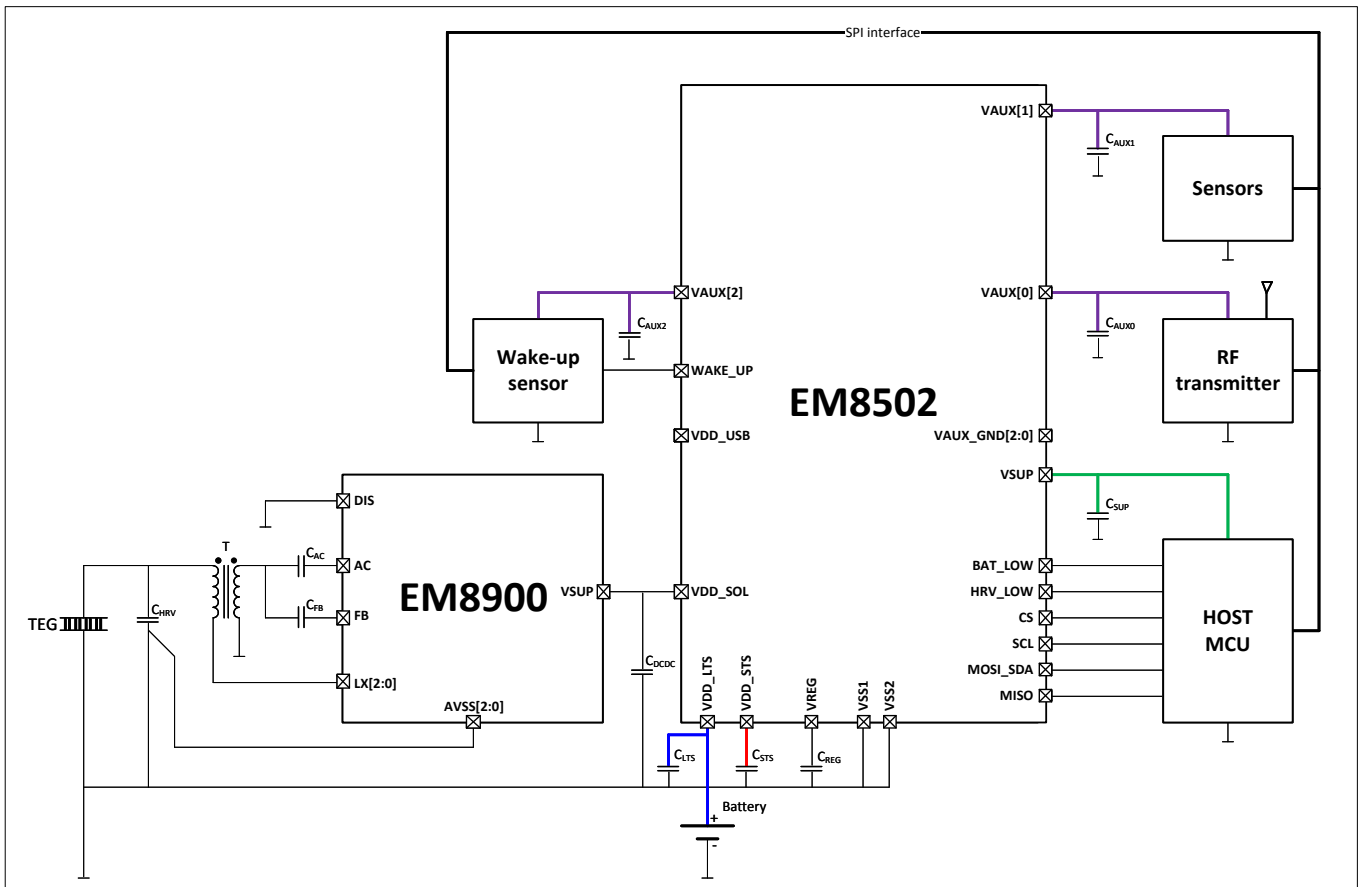 SPI interface
VAUX[1]
CAUX1
Sensors
VAUX[2]
VAUX[0]
CAUX2
CAUX0
Wake-up
sensor
WAKE_UP
RF
transmitter
EM8502
VDD_USB
VAUX_GND[2:0]
VSUP
CSUP
DIS
T
CAC
AC
BAT_LOW
EM8900
VSUP
VDD_SOL
HRV_LOW
CHRV
CFB
FB
CS
TEG
HOST
MCU
SCL
CDCDC
MOSI_SDA
LX[2:0]
MISO
AVSS[2:0]
VDD_LTS
VDD_STS
VREG
VSS1
VSS2
CLTS
CSTS
CREG
Battery
+
-